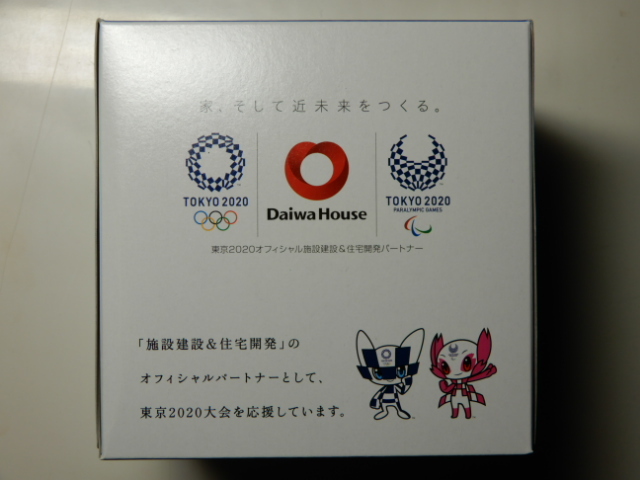 家、そして近未来をつくる。
TOKYO 2020
DaiwaHouse
TOKYO 2020
PARALYMPIC GAMES
東京2020オフィシャル施設建設&住宅開発パートナー
「施設建設&住宅開発」の
オフィシャルパートナーとして、
東京2020大会を応援しています。